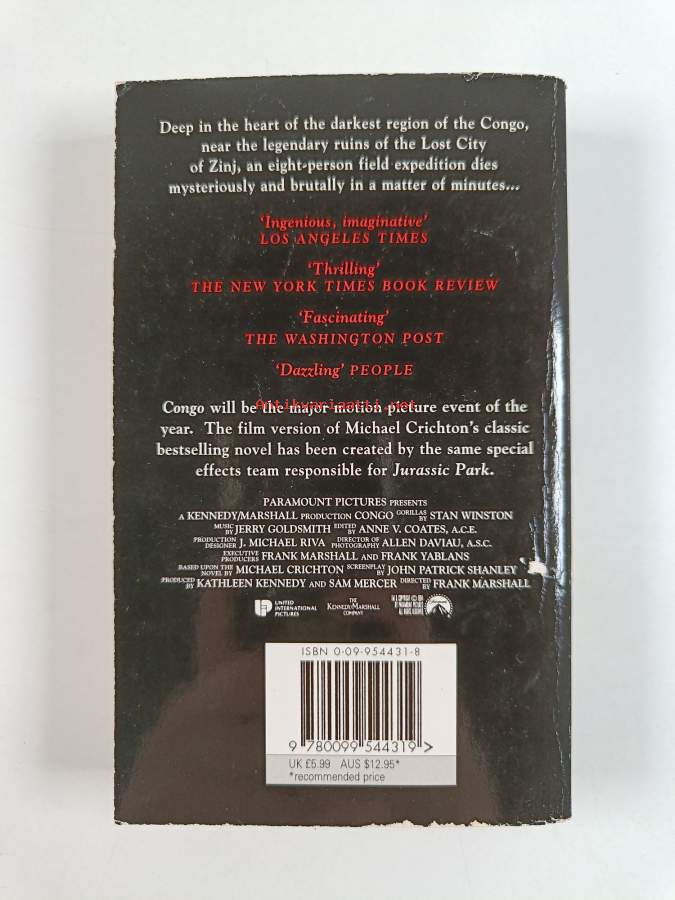 Deep in the heart of the darkest region of the Congo,
near the legendary ruins of the Lost City
of Zinj, an eight-person field expedition dies
mysteriously and brutally in a matter of minutes...
'Ingenious, imaginative'
LOS ANGELES TIMES
'Thrilling'
THE NEW YORK TIMES BOOK REVIEW
'Fascinating'
THE WASHINGTON POST
'Dazzling' PEOPLE
Antikvariaatti.net
Congo will be the major motion picture event of the
year. The film version of Michael Crichton's classic
bestselling novel has been created by the same special
effects team responsible for Jurassic Park.
PARAMOUNT PICTURES PRESENTS
A KENNEDY/MARSHALL PRODUCTION CONGO GORILLAS BY STAN WINSTON
MUSIC BY JERRY GOLDSMITH EDITED BY ANNE V. COATES, A.C.E.
PRODUCTION DESIGNER J. MICHAEL RIVA DIRECTOR OF PHOTOGRAPHY ALLEN DAVIAU, A.S.C.
EXECUTIVE PRODUCERS FRANK MARSHALL AND FRANK YABLANS
BASED UPON THE NOVEL BY MICHAEL CRICHTON SCREENPLAY BY JOHN PATRICK SHANLEY
PRODUCED BY KATHLEEN KENNEDY AND SAM MERCER DIRECTED BY FRANK MARSHALL
UNITED
INTERNATIONAL
PICTURES
THE
KENNEDY/MARSHALL
COMPANY
ISBN 0-09-954431-8
9 780099 544319 >
UK £5.99 AUS $12.95*
*recommended price